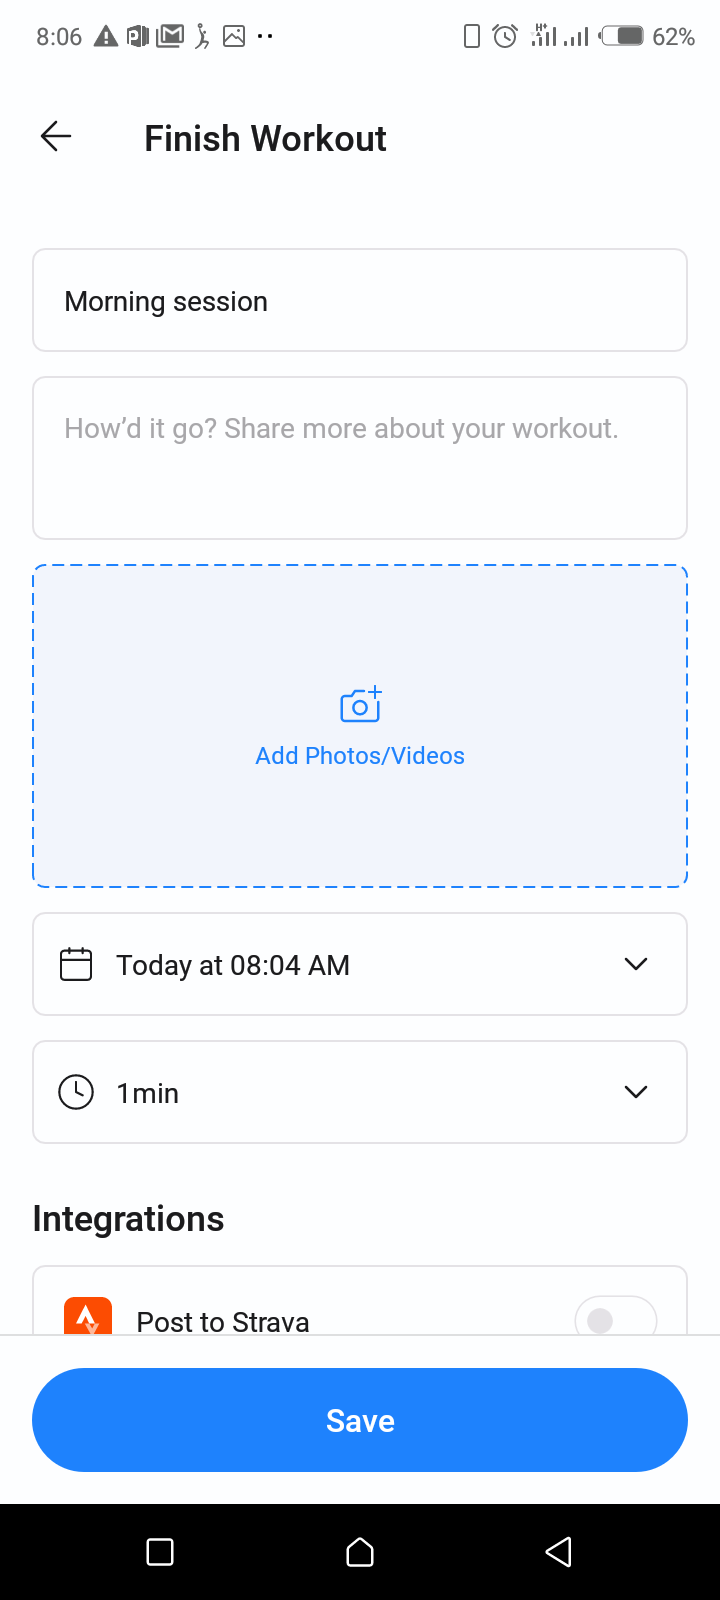 8:06 62%
Finish Workout
Morning session
How’d it go? Share more about your workout.
Add Photos/Videos
Today at 08:04 AM
1min
Integrations
Post to Strava
Save